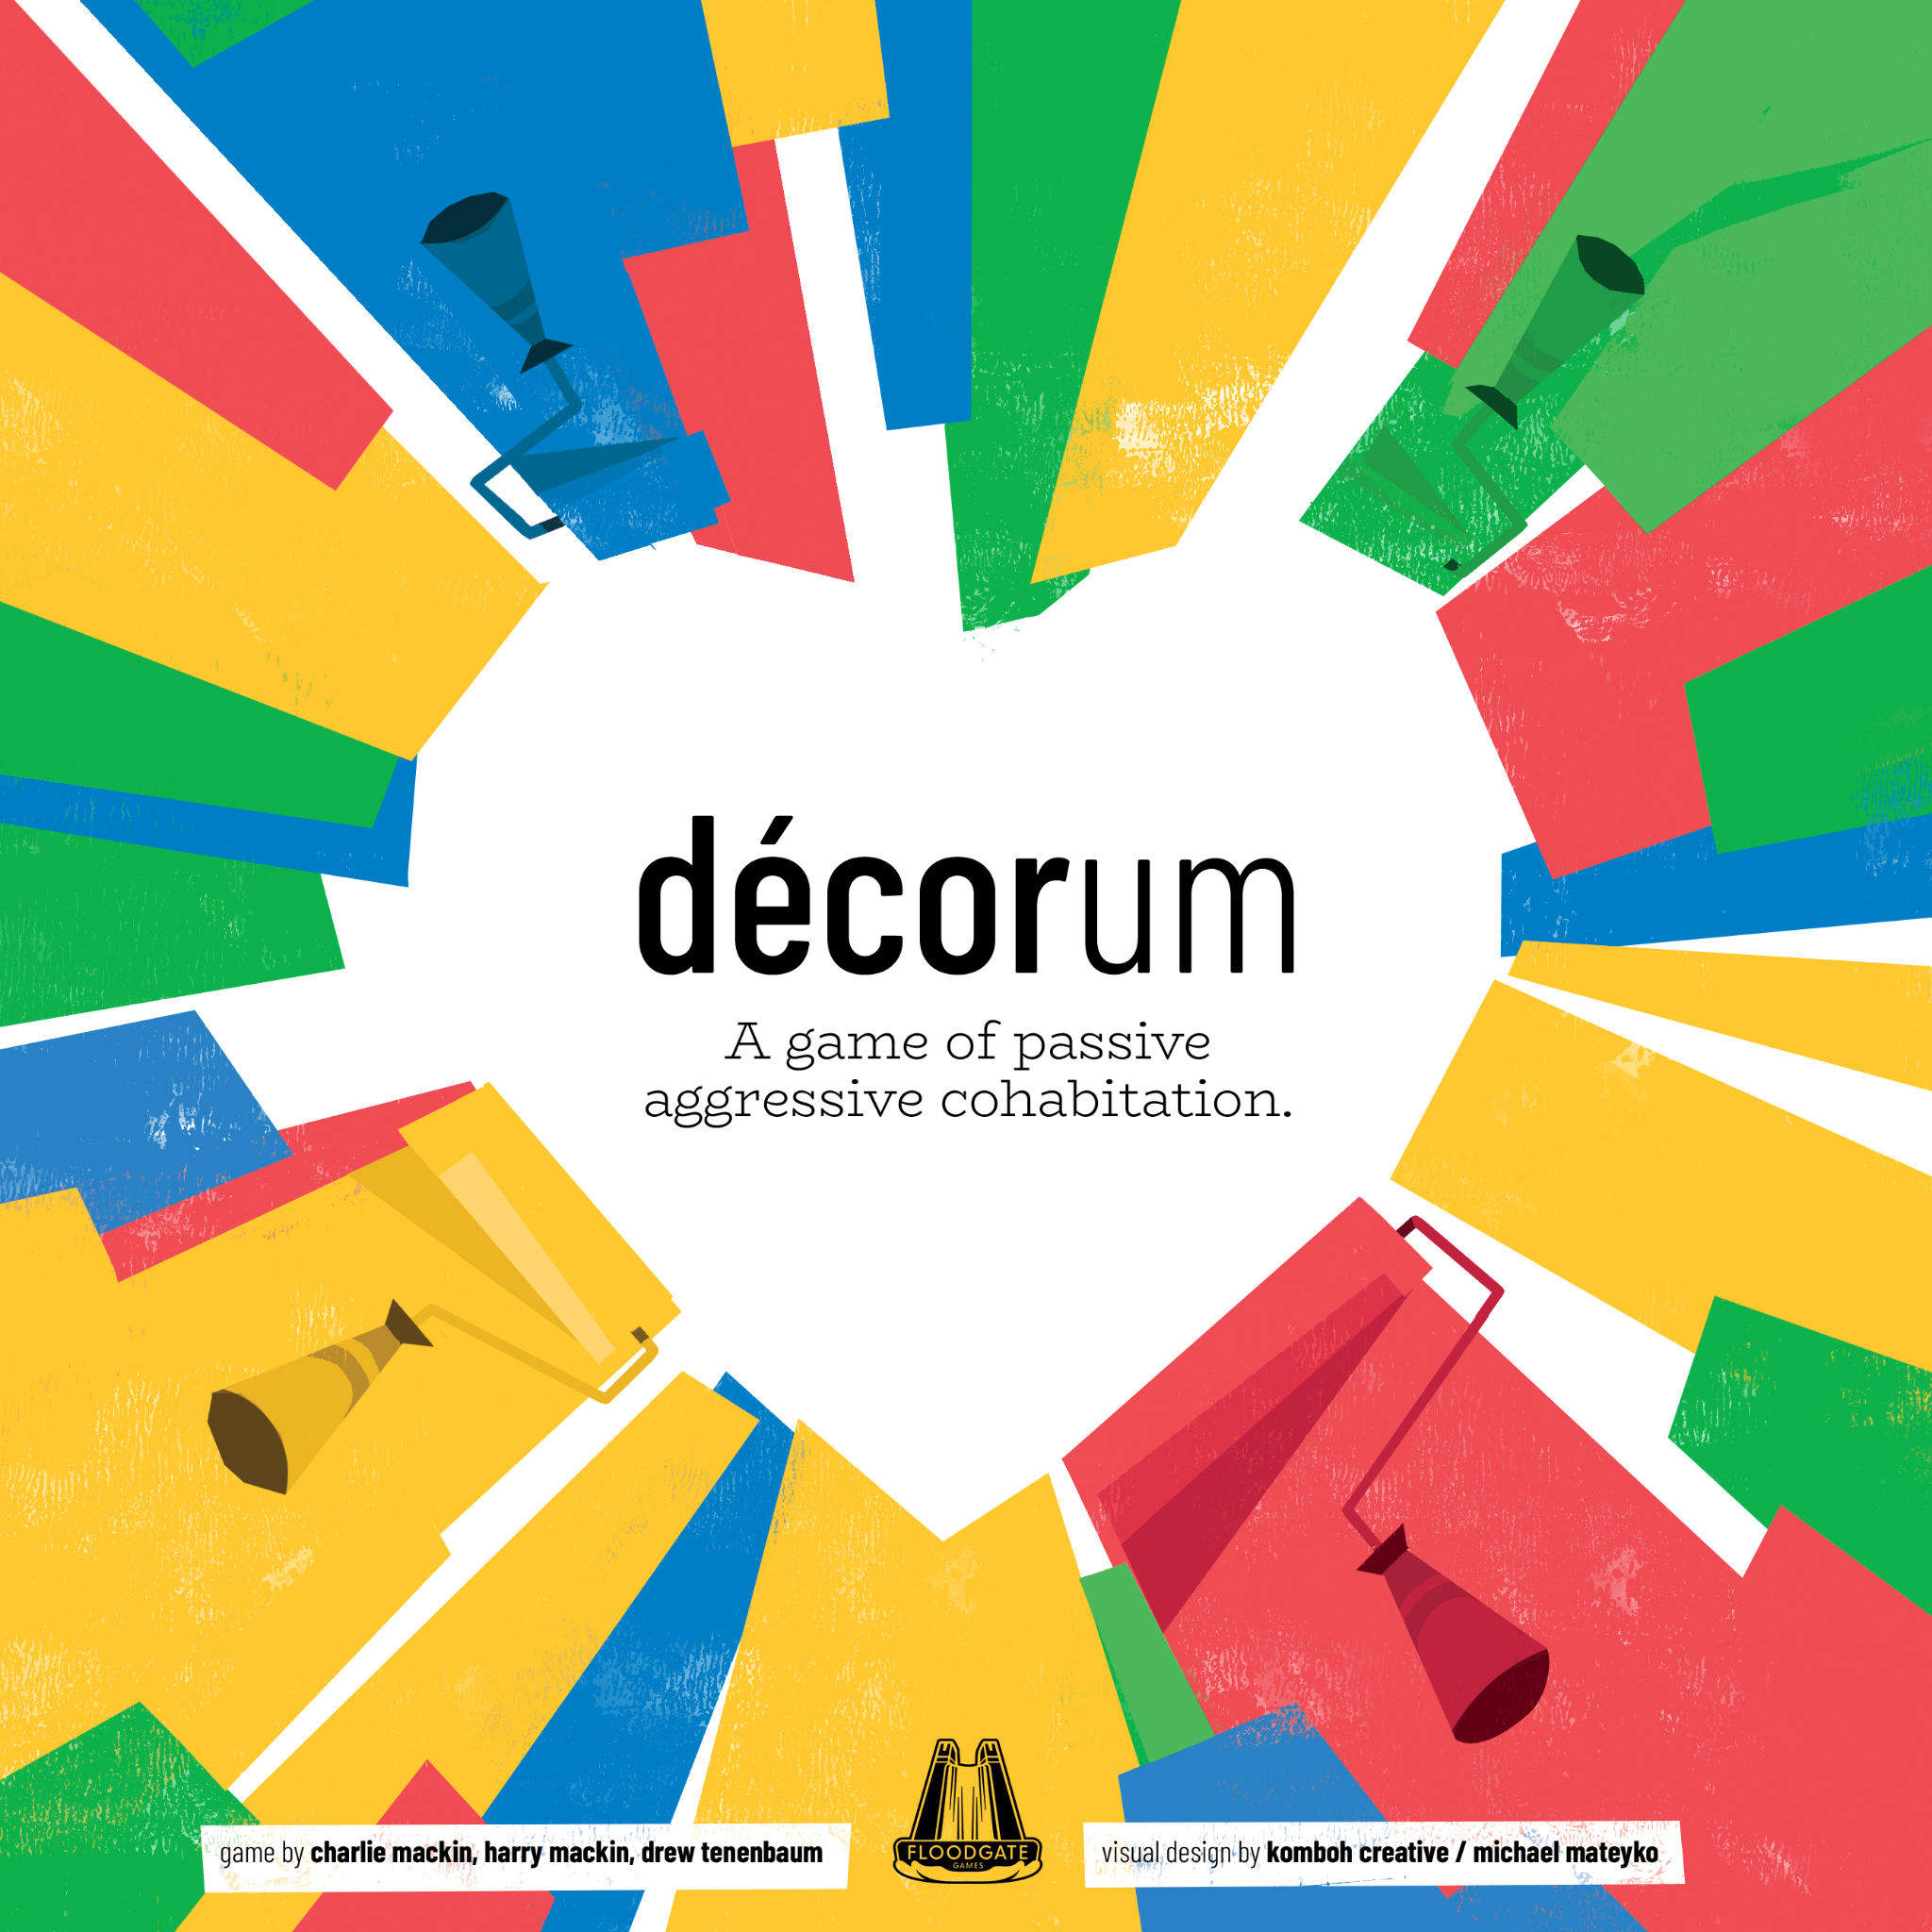 décorum
A game of passive
aggressive cohabitation.
game by charlie mackin, harry mackin, drew tenenbaum
FLOODGATE
GAMES
visual design by komboh creative / michael mateyko